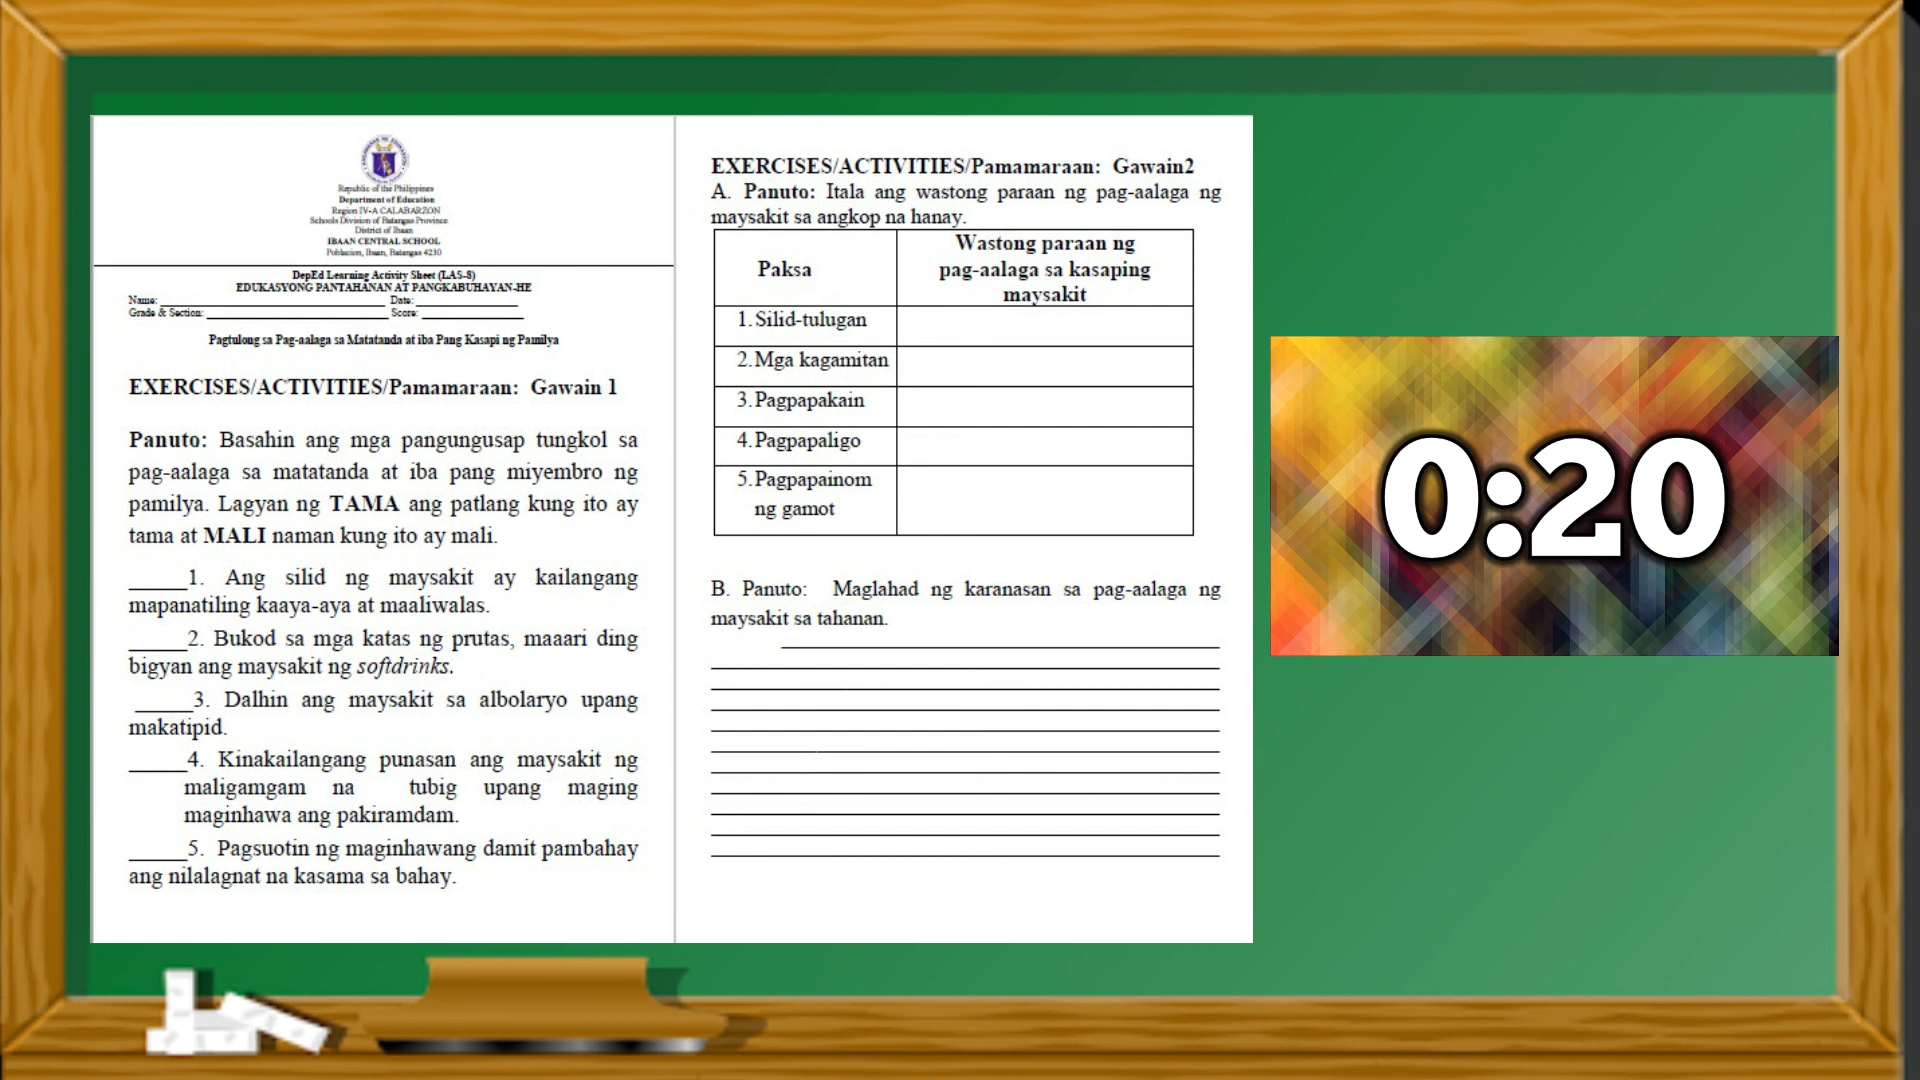 Republic of the Philippines
Department of Education
Region IV-A CALABARZON
Schools Division of Batangas Province
District of Ibaan
IBAAN CENTRAL SCHOOL
Poblacion, Ibaan, Batangas 4230
DepEd Learning Activity Sheet (LAS-8)
EDUKASYONG PANTAHANAN AT PANGKABUHAYAN-HE
Name: ____ Date: ____
Grade & Section: ____ Score: ____
Pagtulong sa Pag-aalaga sa Matatanda at iba Pang Kasapi ng Pamilya
EXERCISES/ACTIVITIES/Pamamaraan: Gawain 1
Panuto: Basahin ang mga pangungusap tungkol sa
pag-aalaga sa matatanda at iba pang miyembro ng
pamilya. Lagyan ng TAMA ang patlang kung ito ay
tama at MALI naman kung ito ay mali.
_____1. Ang silid ng maysakit ay kailangang
mapanatiling kaaya-aya at maaliwalas.
_____2. Bukod sa mga katas ng prutas, maaari ding
bigyan ang maysakit ng softdrinks.
_____3. Dalhin ang maysakit sa albolaryo upang
makatipid.
_____4. Kinakailangang punasan ang maysakit ng
maligamgam na tubig upang maging
maginhawa ang pakiramdam.
_____5. Pagsuotin ng maginhawang damit pambahay
ang nilalagnat na kasama sa bahay.
EXERCISES/ACTIVITIES/Pamamaraan: Gawain2
A. Panuto: Itala ang wastong paraan ng pag-aalaga ng
maysakit sa angkop na hanay.
Paksa
Wastong paraan ng
pag-aalaga sa kasaping
maysakit
1. Silid-tulugan
2. Mga kagamitan
3. Pagpapakain
4. Pagpapaligo
5. Pagpapainom
ng gamot
B. Panuto: Maglahad ng karanasan sa pag-aalaga ng
maysakit sa tahanan.
0:20